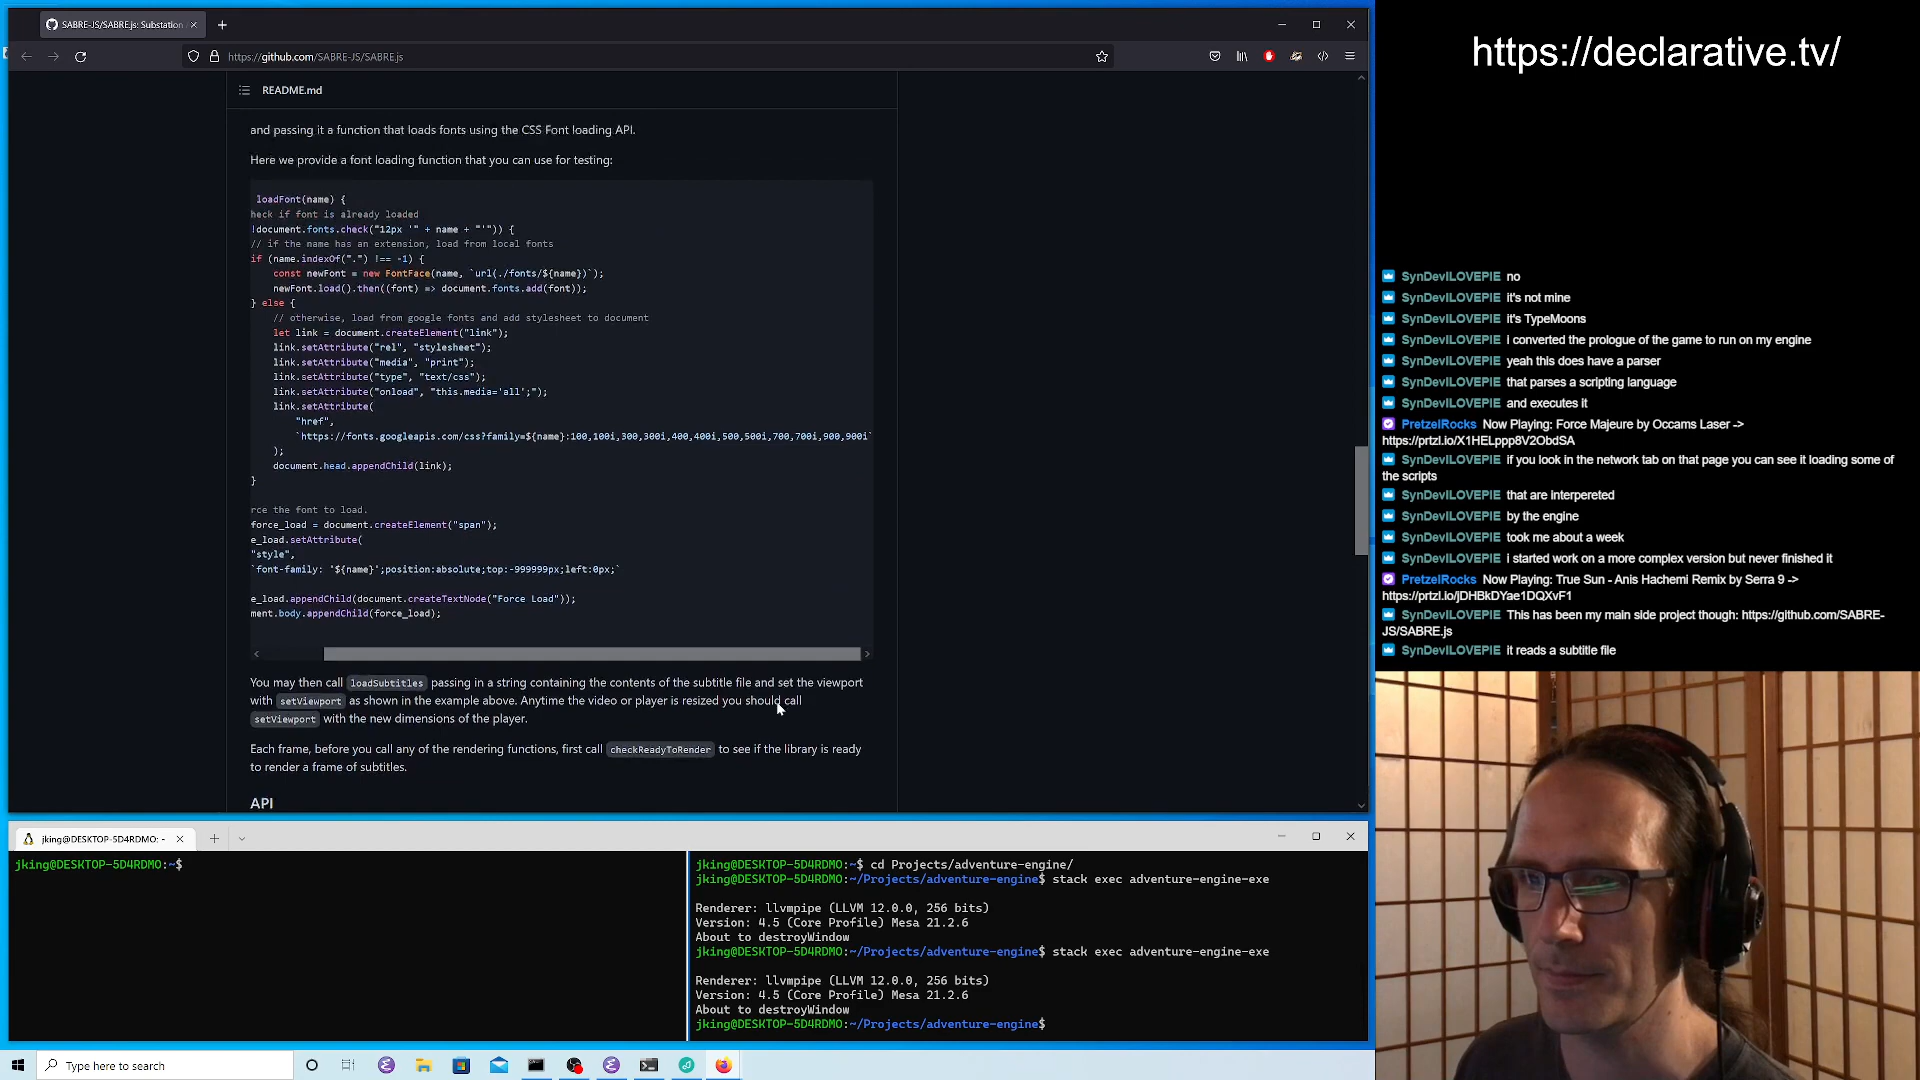 SABRE-JS/SABRE.js: Substation
https://github.com/SABRE-JS/SABRE.js
README.md
and passing it a function that loads fonts using the CSS Font loading API.
Here we provide a font loading function that you can use for testing:
loadFont(name) {
heck if font is already loaded
!document.fonts.check("12px '" + name + "'")) {
// if the name has an extension, load from local fonts
if (name.indexOf(".") !== -1) {
const newFont = new FontFace(name, `url(./fonts/${name})`);
newFont.load().then((font) => document.fonts.add(font));
} else {
// otherwise, load from google fonts and add stylesheet to document
let link = document.createElement("link");
link.setAttribute("rel", "stylesheet");
link.setAttribute("media", "print");
link.setAttribute("type", "text/css");
link.setAttribute("onload", "this.media='all';");
link.setAttribute(
"href",
`https://fonts.googleapis.com/css?family=${name}:100,100i,300,300i,400,400i,500,500i,700,700i,900,900i`
);
document.head.appendChild(link);
}
rce the font to load.
force_load = document.createElement("span");
e_load.setAttribute(
"style",
`font-family: '${name}';position:absolute;top:-999999px;left:0px;`
e_load.appendChild(document.createTextNode("Force Load"));
ment.body.appendChild(force_load);
You may then call loadSubtitles passing in a string containing the contents of the subtitle file and set the viewport
with setViewport as shown in the example above. Anytime the video or player is resized you should call
setViewport with the new dimensions of the player.
Each frame, before you call any of the rendering functions, first call checkReadyToRender to see if the library is ready
to render a frame of subtitles.
API
jking@DESKTOP-5D4RDMO: ~
jking@DESKTOP-5D4RDMO:~$
jking@DESKTOP-5D4RDMO:~$ cd Projects/adventure-engine/
jking@DESKTOP-5D4RDMO:~/Projects/adventure-engine$ stack exec adventure-engine-exe
Renderer: llvmpipe (LLVM 12.0.0, 256 bits)
Version: 4.5 (Core Profile) Mesa 21.2.6
About to destroyWindow
jking@DESKTOP-5D4RDMO:~/Projects/adventure-engine$ stack exec adventure-engine-exe
Renderer: llvmpipe (LLVM 12.0.0, 256 bits)
Version: 4.5 (Core Profile) Mesa 21.2.6
About to destroyWindow
jking@DESKTOP-5D4RDMO:~/Projects/adventure-engine$
Type here to search
https://declarative.tv/
SynDevILOVEPIE no
SynDevILOVEPIE it's not mine
SynDevILOVEPIE it's TypeMoons
SynDevILOVEPIE i converted the prologue of the game to run on my engine
SynDevILOVEPIE yeah this does have a parser
SynDevILOVEPIE that parses a scripting language
SynDevILOVEPIE and executes it
PretzelRocks Now Playing: Force Majeure by Occams Laser ->
https://prtzl.io/X1HELppp8V2ObdSA
SynDevILOVEPIE if you look in the network tab on that page you can see it loading some of
the scripts
SynDevILOVEPIE that are interpereted
SynDevILOVEPIE by the engine
SynDevILOVEPIE took me about a week
SynDevILOVEPIE i started work on a more complex version but never finished it
PretzelRocks Now Playing: True Sun - Anis Hachemi Remix by Serra 9 ->
https://prtzl.io/jDHBkDYae1DQXvF1
SynDevILOVEPIE This has been my main side project though: https://github.com/SABRE-
JS/SABRE.js
SynDevILOVEPIE it reads a subtitle file